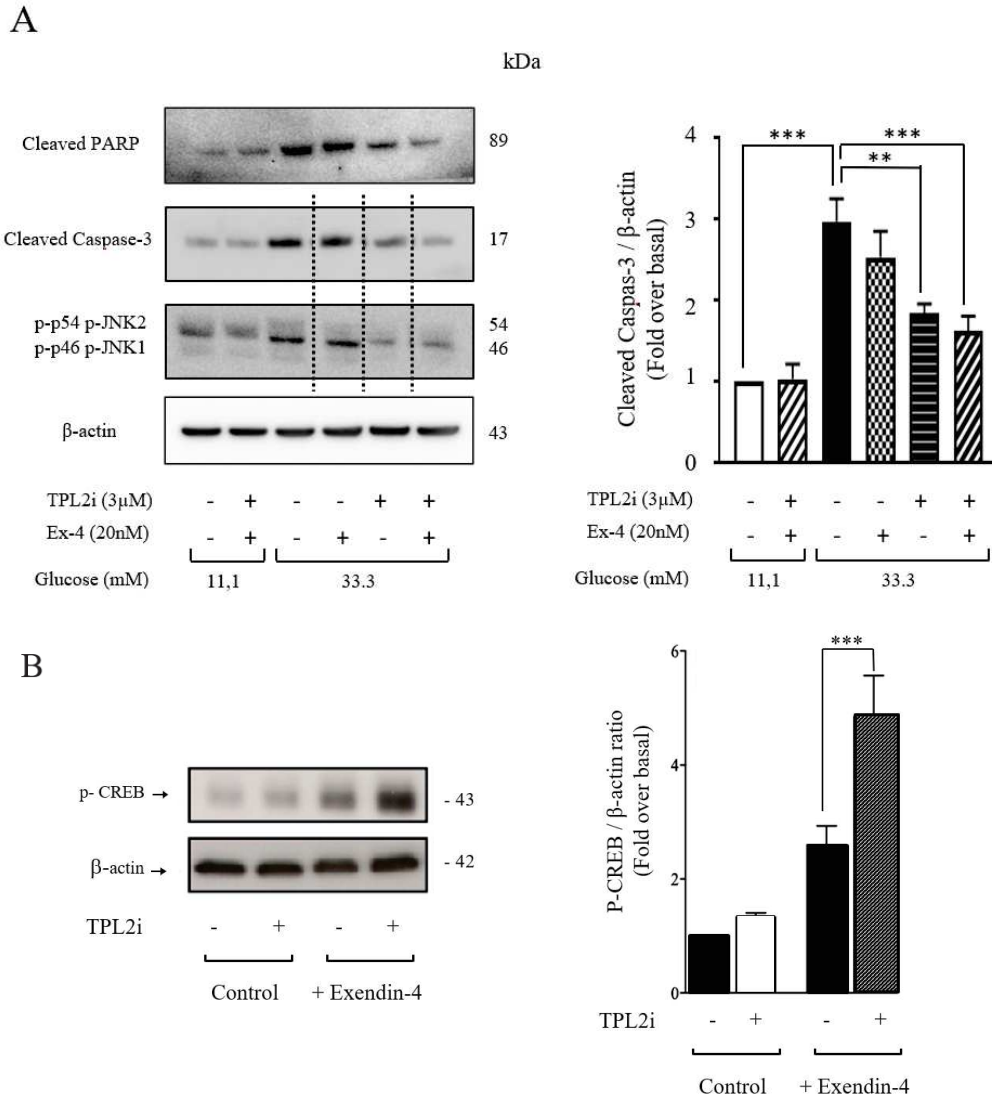 A
kDa
Cleaved PARP 89
Cleaved Caspase-3 17
p-p54 p-JNK2 54
p-p46 p-JNK1 46
β-actin 43
TPL2i (3µM) - + - - + +
Ex-4 (20nM) - + - + - +
Glucose (mM) 11,1 33.3
Cleaved Caspas-3 / β-actin
(Fold over basal)
4
3
2
1
0
*** ***
**
TPL2i (3µM) - + - - + +
Ex-4 (20nM) - + - + - +
Glucose (mM) 11,1 33.3
B
p- CREB - 43
β-actin - 42
TPL2i - + - +
Control + Exendin-4
P-CREB / β-actin ratio
(Fold over basal)
6
4
2
0
***
TPL2i - + - +
Control + Exendin-4